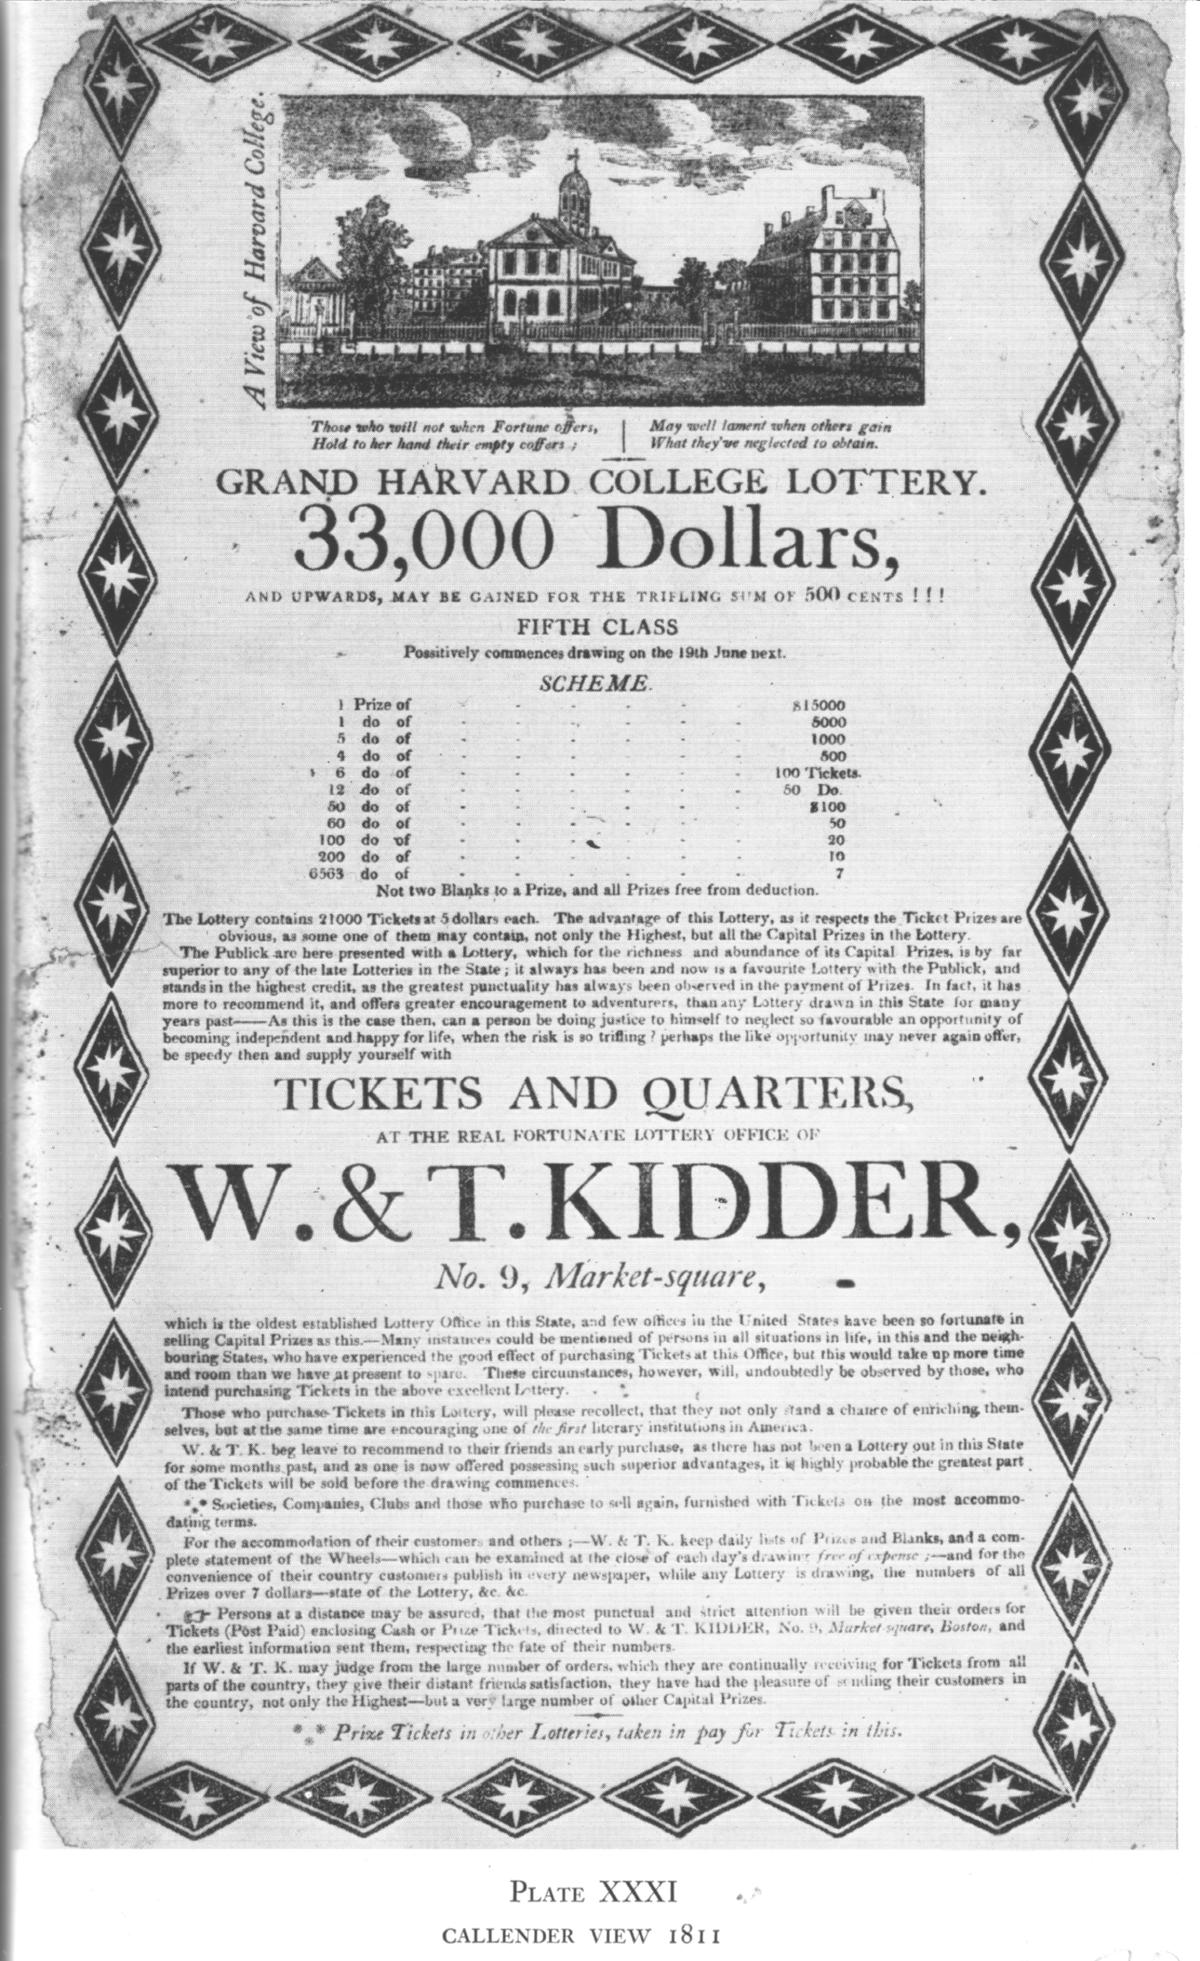 A View of Harvard College.
Those who will not when Fortune offers,
Hold to her hand their empty coffers ;
May well lament when others gain
What they've neglected to obtain.
GRAND HARVARD COLLEGE LOTTERY.
33,000 Dollars,
AND UPWARDS, MAY BE GAINED FOR THE TRIFLING SUM OF 500 CENTS ! ! !
FIFTH CLASS
Possitively commences drawing on the 19th June next.
SCHEME.
1 Prize of - - - - - - $15000
1 do of - - - - - - 5000
5 do of - - - - - - 1000
4 do of - - - - - - 500
6 do of - - - - - - 100 Tickets.
12 do of - - - - - - 50 Do.
50 do of - - - - - - $100
60 do of - - - - - - 50
100 do of - - - - - - 20
200 do of - - - - - - 10
6563 do of - - - - - - 7
Not two Blanks to a Prize, and all Prizes free from deduction.
The Lottery contains 21000 Tickets at 5 dollars each. The advantage of this Lottery, as it respects the Ticket Prizes are
obvious, as some one of them may contain, not only the Highest, but all the Capital Prizes in the Lottery.
The Publick are here presented with a Lottery, which for the richness and abundance of its Capital Prizes, is by far
superior to any of the late Lotteries in the State ; it always has been and now is a favourite Lottery with the Publick, and
stands in the highest credit, as the greatest punctuality has always been observed in the payment of Prizes. In fact, it has
more to recommend it, and offers greater encouragement to adventurers, than any Lottery drawn in this State for many
years past——As this is the case then, can a person be doing justice to himself to neglect so favourable an opportunity of
becoming independent and happy for life, when the risk is so trifling ? perhaps the like opportunity may never again offer,
be speedy then and supply yourself with
TICKETS AND QUARTERS,
AT THE REAL FORTUNATE LOTTERY OFFICE OF
W. & T. KIDDER,
No. 9, Market-square,
which is the oldest established Lottery Office in this State, and few offices in the United States have been so fortunate in
selling Capital Prizes as this.—Many instances could be mentioned of persons in all situations in life, in this and the neigh-
bouring States, who have experienced the good effect of purchasing Tickets at this Office, but this would take up more time
and room than we have at present to spare. These circumstances, however, will, undoubtedly be observed by those, who
intend purchasing Tickets in the above excellent Lottery.
Those who purchase Tickets in this Lottery, will please recollect, that they not only stand a chance of enriching them-
selves, but at the same time are encouraging one of the first literary institutions in America.
W. & T. K. beg leave to recommend to their friends an early purchase, as there has not been a Lottery out in this State
for some months past, and as one is now offered possessing such superior advantages, it is highly probable the greatest part
of the Tickets will be sold before the drawing commences.
*** Societies, Companies, Clubs and those who purchase to sell again, furnished with Tickets on the most accommo-
dating terms.
For the accommodation of their customers and others ;—W. & T. K. keep daily lists of Prizes and Blanks, and a com-
plete statement of the Wheels—which can be examined at the close of each day's drawing free of expense ;—and for the
convenience of their country customers publish in every newspaper, while any Lottery is drawing, the numbers of all
Prizes over 7 dollars—state of the Lottery, &c. &c.
☞ Persons at a distance may be assured, that the most punctual and strict attention will be given their orders for
Tickets (Post Paid) enclosing Cash or Prize Tickets, directed to W. & T. KIDDER, No. 9, Market-square, Boston, and
the earliest information sent them, respecting the fate of their numbers.
If W. & T. K. may judge from the large number of orders, which they are continually receiving for Tickets from all
parts of the country, they give their distant friends satisfaction, they have had the pleasure of sending their customers in
the country, not only the Highest—but a very large number of other Capital Prizes.
*** Prize Tickets in other Lotteries, taken in pay for Tickets in this.
PLATE XXXI
CALLENDER VIEW 1811